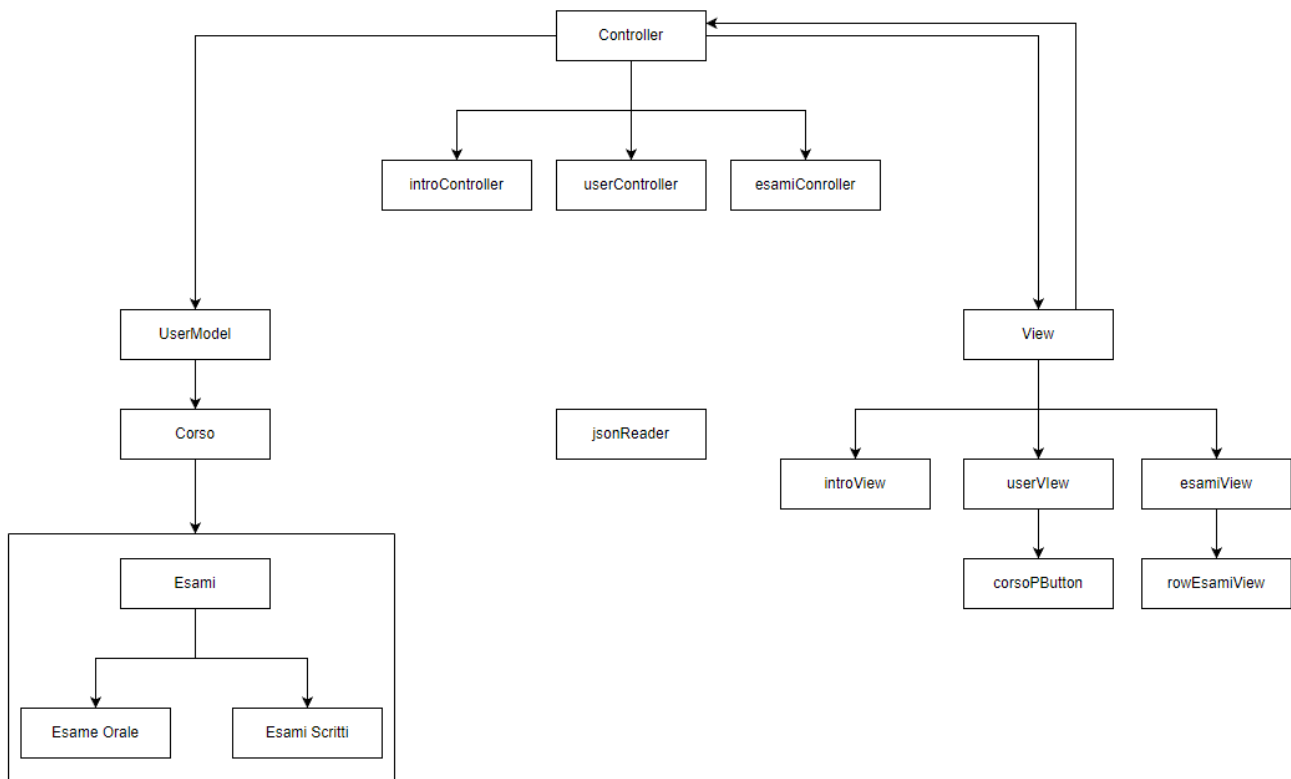 Controller
introController
userController
esamiConroller
UserModel
View
Corso
jsonReader
introView
userVIew
esamiView
Esami
corsoPButton
rowEsamiView
Esame Orale
Esami Scritti